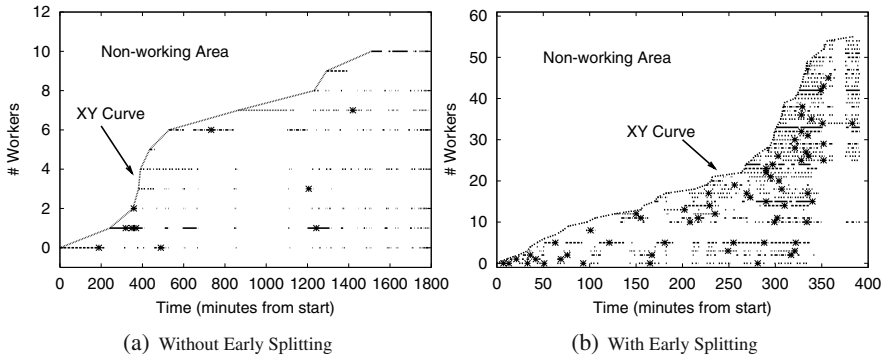 12
10
8
6
4
2
0
# Workers
Non-working Area
XY Curve
0 200 400 600 800 1000 1200 1400 1600 1800
Time (minutes from start)
(a) Without Early Splitting
60
50
40
30
20
10
0
# Workers
Non-working Area
XY Curve
0 50 100 150 200 250 300 350 400
Time (minutes from start)
(b) With Early Splitting